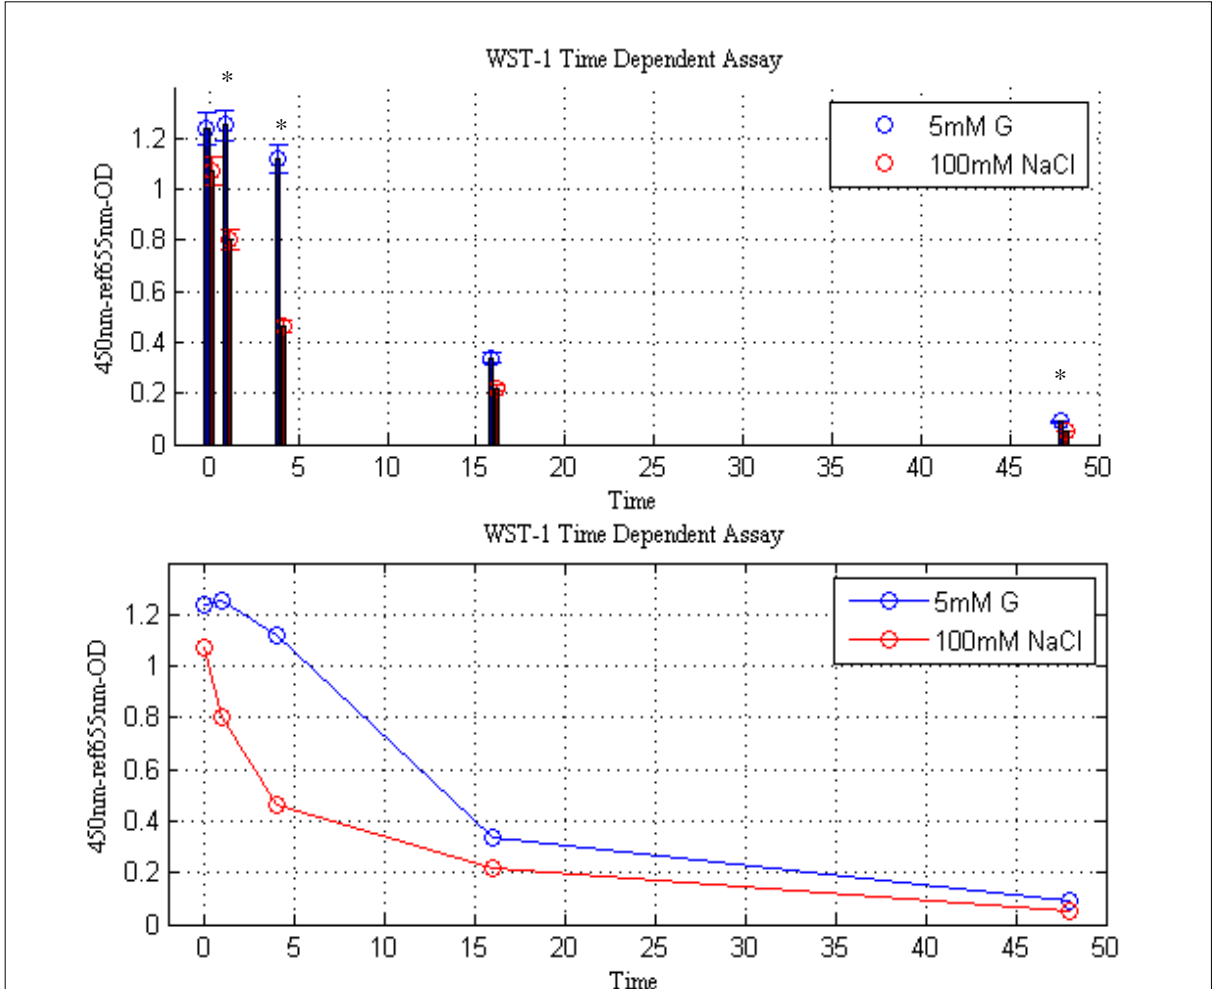 WST-1 Time Dependent Assay
*
*
5mM G
100mM NaCl
1.2
1
0.8
0.6
0.4
0.2
0
450nm-ref655nm-OD
*
0 5 10 15 20 25 30 35 40 45 50
Time
WST-1 Time Dependent Assay
5mM G
100mM NaCl
1.2
1
0.8
0.6
0.4
0.2
0
450nm-ref655nm-OD
0 5 10 15 20 25 30 35 40 45 50
Time